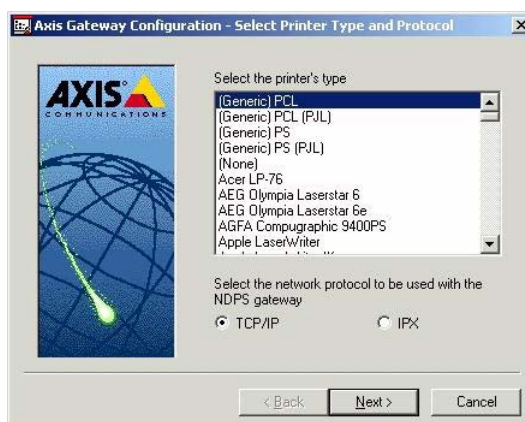 Axis Gateway Configuration - Select Printer Type and Protocol
AXIS
COMMUNICATIONS
Select the printer's type
(Generic) PCL
(Generic) PCL (PJL)
(Generic) PS
(Generic) PS (PJL)
(None)
Acer LP-76
AEG Olympia Laserstar 6
AEG Olympia Laserstar 6e
AGFA Compugraphic 9400PS
Apple LaserWriter
Select the network protocol to be used with the
NDPS gateway
TCP/IP
IPX
< Back
Next >
Cancel